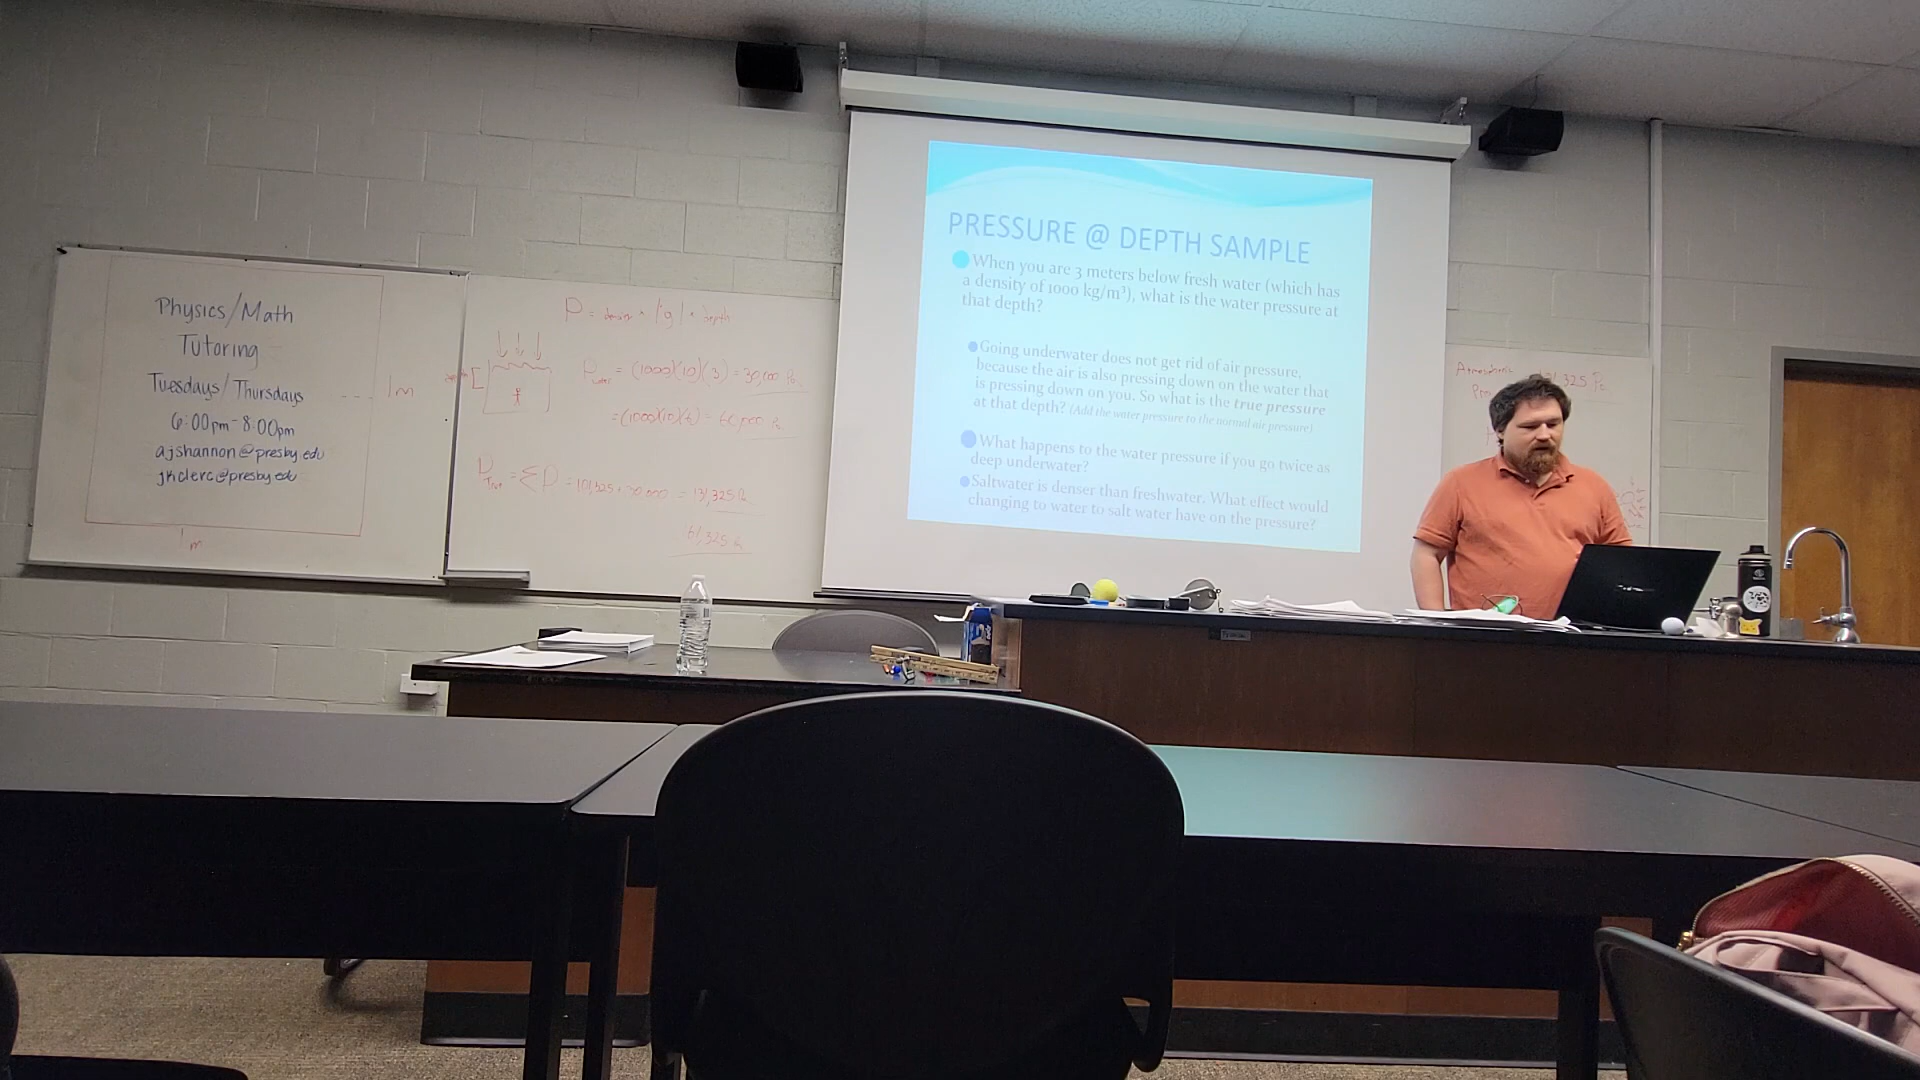 Physics/Math
Tutoring
Tuesdays/Thursdays
6:00pm-8:00pm
ajshannon@presby.edu
jkclerc@presby.edu
1m
1m
P = density × |g| × depth
P water = (1000)(10)(3) = 30,000 Pa
= (1000)(10)(6) = 60,000 Pa
P Tot = ΣP = 101,325 + 30,000 = 131,325 Pa
161,325 Pa
PRESSURE @ DEPTH SAMPLE
When you are 3 meters below fresh water (which has
a density of 1000 kg/m³), what is the water pressure at
that depth?
Going underwater does not get rid of air pressure,
because the air is also pressing down on the water that
is pressing down on you. So what is the true pressure
at that depth? (Add the water pressure to the normal air pressure)
What happens to the water pressure if you go twice as
deep underwater?
Saltwater is denser than freshwater. What effect would
changing to water to salt water have on the pressure?
Atmospheric